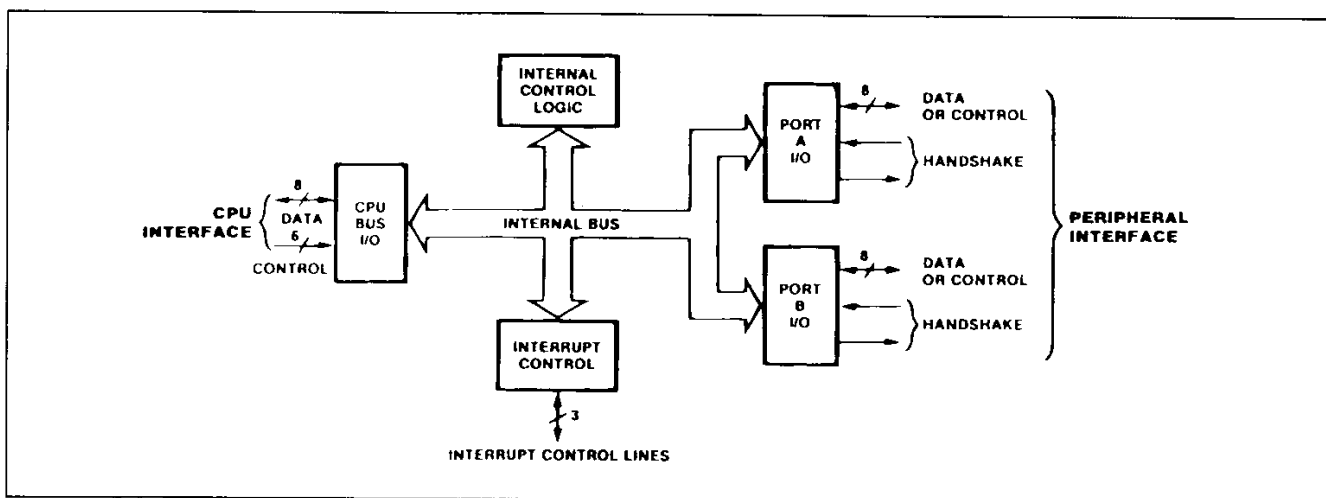 INTERNAL
CONTROL
LOGIC
CPU
INTERFACE
8
DATA
6
CONTROL
CPU
BUS
I/O
INTERNAL BUS
INTERRUPT
CONTROL
3
INTERRUPT CONTROL LINES
PORT
A
I/O
8
DATA
OR CONTROL
HANDSHAKE
PORT
B
I/O
8
DATA
OR CONTROL
HANDSHAKE
PERIPHERAL
INTERFACE